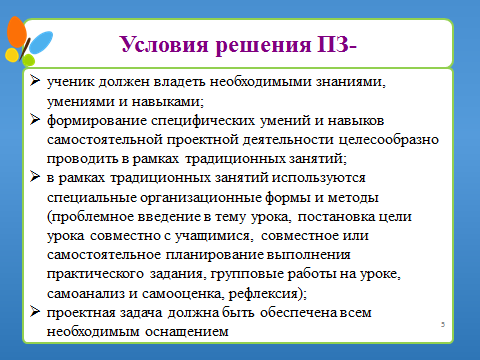 Условия решения ПЗ-
➢ ученик должен владеть необходимыми знаниями,
умениями и навыками;
➢ формирование специфических умений и навыков
самостоятельной проектной деятельности целесообразно
проводить в рамках традиционных занятий;
➢ в рамках традиционных занятий используются
специальные организационные формы и методы
(проблемное введение в тему урока, постановка цели
урока совместно с учащимися, совместное или
самостоятельное планирование выполнения
практического задания, групповые работы на уроке,
самоанализ и самооценка, рефлексия);
➢ проектная задача должна быть обеспечена всем
необходимым оснащением
5